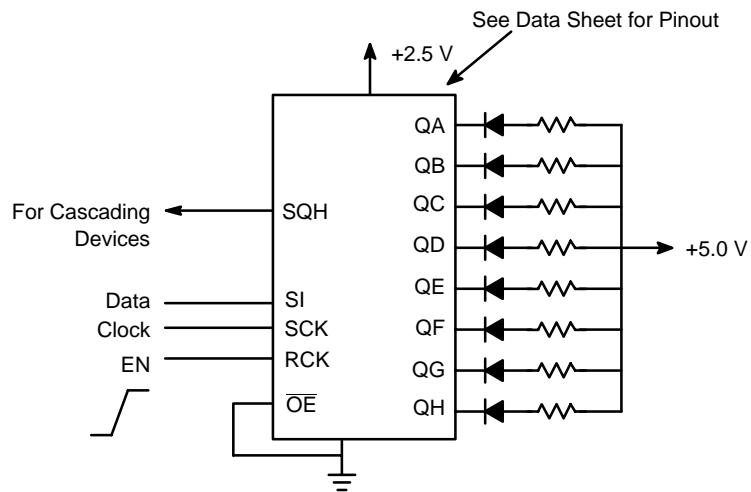 See Data Sheet for Pinout
+2.5 V
QA
QB
QC
QD
QE
QF
QG
QH
+5.0 V
For Cascading
Devices
SQH
Data
SI
Clock
SCK
EN
RCK
OE